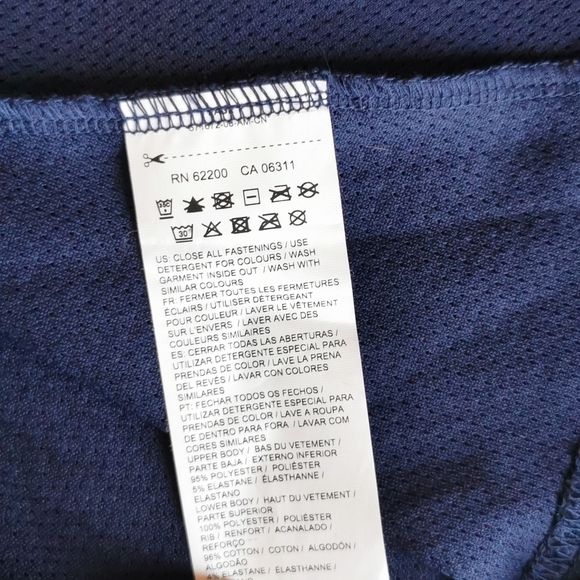 RN 62200 CA 06311
30°
US: CLOSE ALL FASTENINGS / USE
DETERGENT FOR COLOURS / WASH
GARMENT INSIDE OUT / WASH WITH
SIMILAR COLOURS
FR: FERMER TOUTES LES FERMETURES
ÉCLAIRS / UTILISER DÉTERGEANT
POUR COULEUR / LAVER LE VÊTEMENT
SUR L'ENVERS / LAVER AVEC DES
COULEURS SIMILAIRES
ES: CERRAR TODAS LAS ABERTURAS /
UTILIZAR DETERGENTE ESPECIAL PARA
PRENDAS DE COLOR / LAV LA PRENA
DEL REVÉS / LAVAR CON COLORES
SIMILARES
PT: FECHAR TODOS OS FECHOS /
UTILIZAR DETERGENTE ESPECIAL PARA
PRENDAS DE COLOR / LAVE A ROUPA
DE DENTRO PARA FORA / LAVAR COM
CORES SIMILARES
UPPER BODY / BAS DU VETEMENT /
PARTE BAJA / EXTERNO INFERIOR
95% POLYESTER / POLIÉSTER
5% ELASTANE / ÉLASTHANNE /
ELASTANO
LOWER BODY / HAUT DU VETEMENT /
PARTE SUPERIOR
100% POLYESTER / POLIÉSTER
RIB / RENFORT / ACANALADO /
REFORÇO
96% COTTON / COTON / ALGODÓN /
ALGODÃO